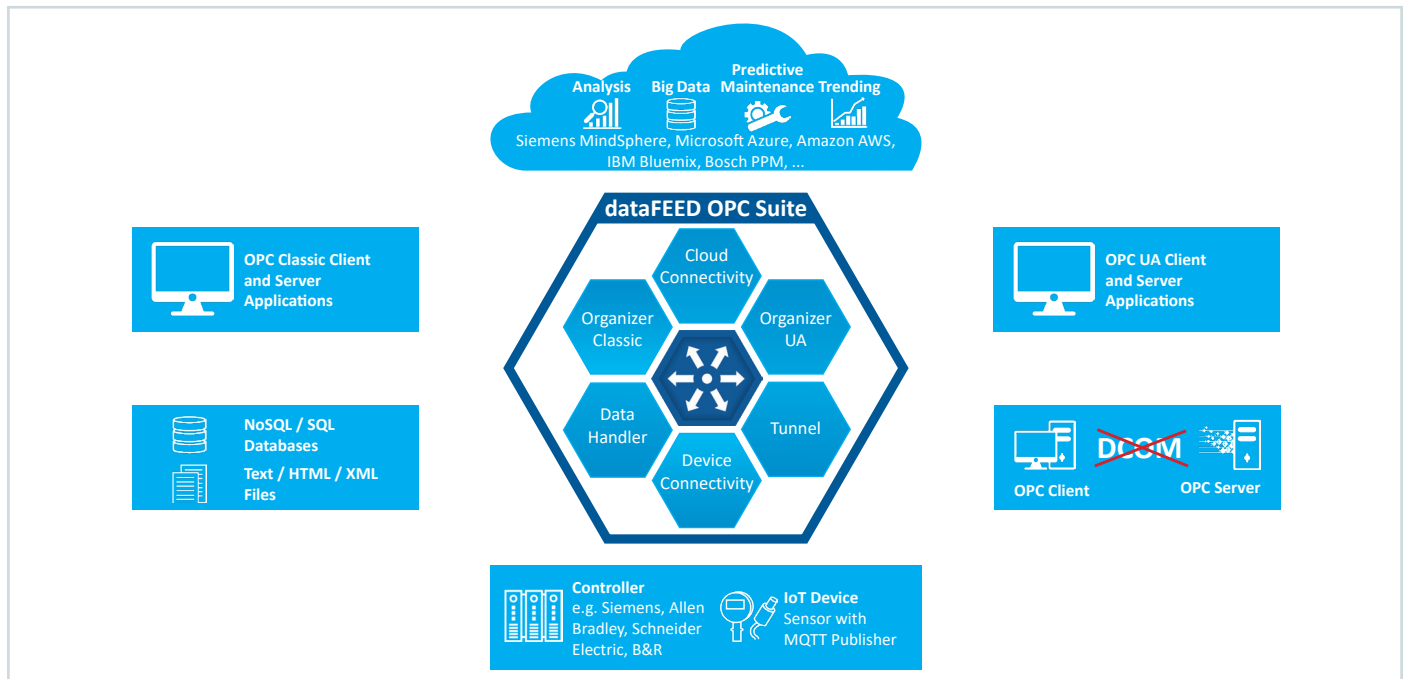 Predictive
Analysis Big Data Maintenance Trending
Siemens MindSphere, Microsoft Azure, Amazon AWS,
IBM Bluemix, Bosch PPM, ...
dataFEED OPC Suite
Cloud
Connectivity
Organizer
Classic
Organizer
UA
Data
Handler
Tunnel
Device
Connectivity
OPC Classic Client
and Server
Applications
OPC UA Client
and Server
Applications
NoSQL / SQL
Databases
Text / HTML / XML
Files
DCOM
OPC Client
OPC Server
Controller
e.g. Siemens, Allen
Bradley, Schneider
Electric, B&R
IoT Device
Sensor with
MQTT Publisher